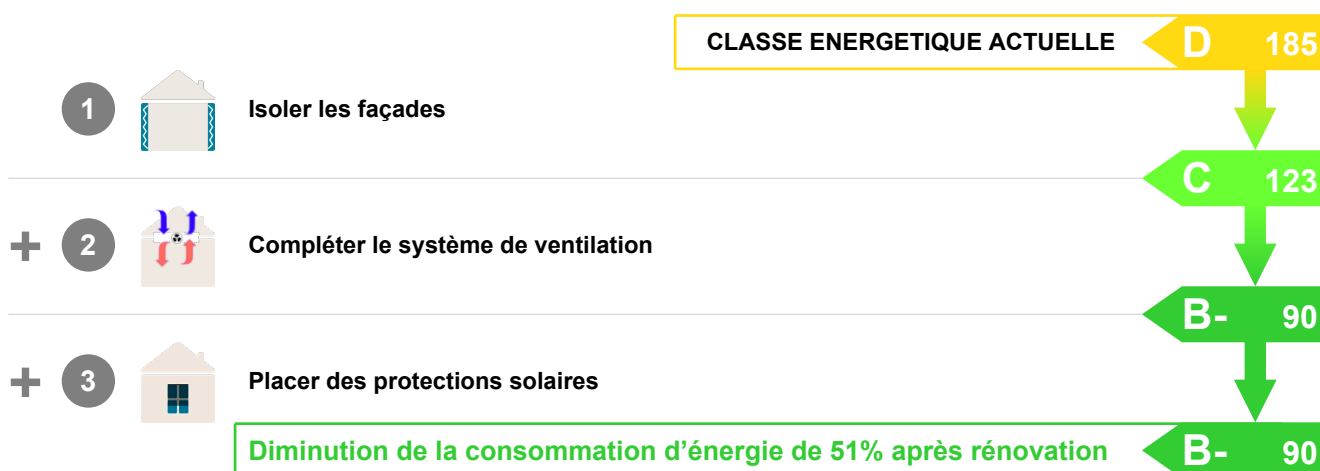 CLASSE ENERGETIQUE ACTUELLE D 185
1 Isoler les façades
C 123
+ 2 Compléter le système de ventilation
B- 90
+ 3 Placer des protections solaires
Diminution de la consommation d’énergie de 51% après rénovation B- 90